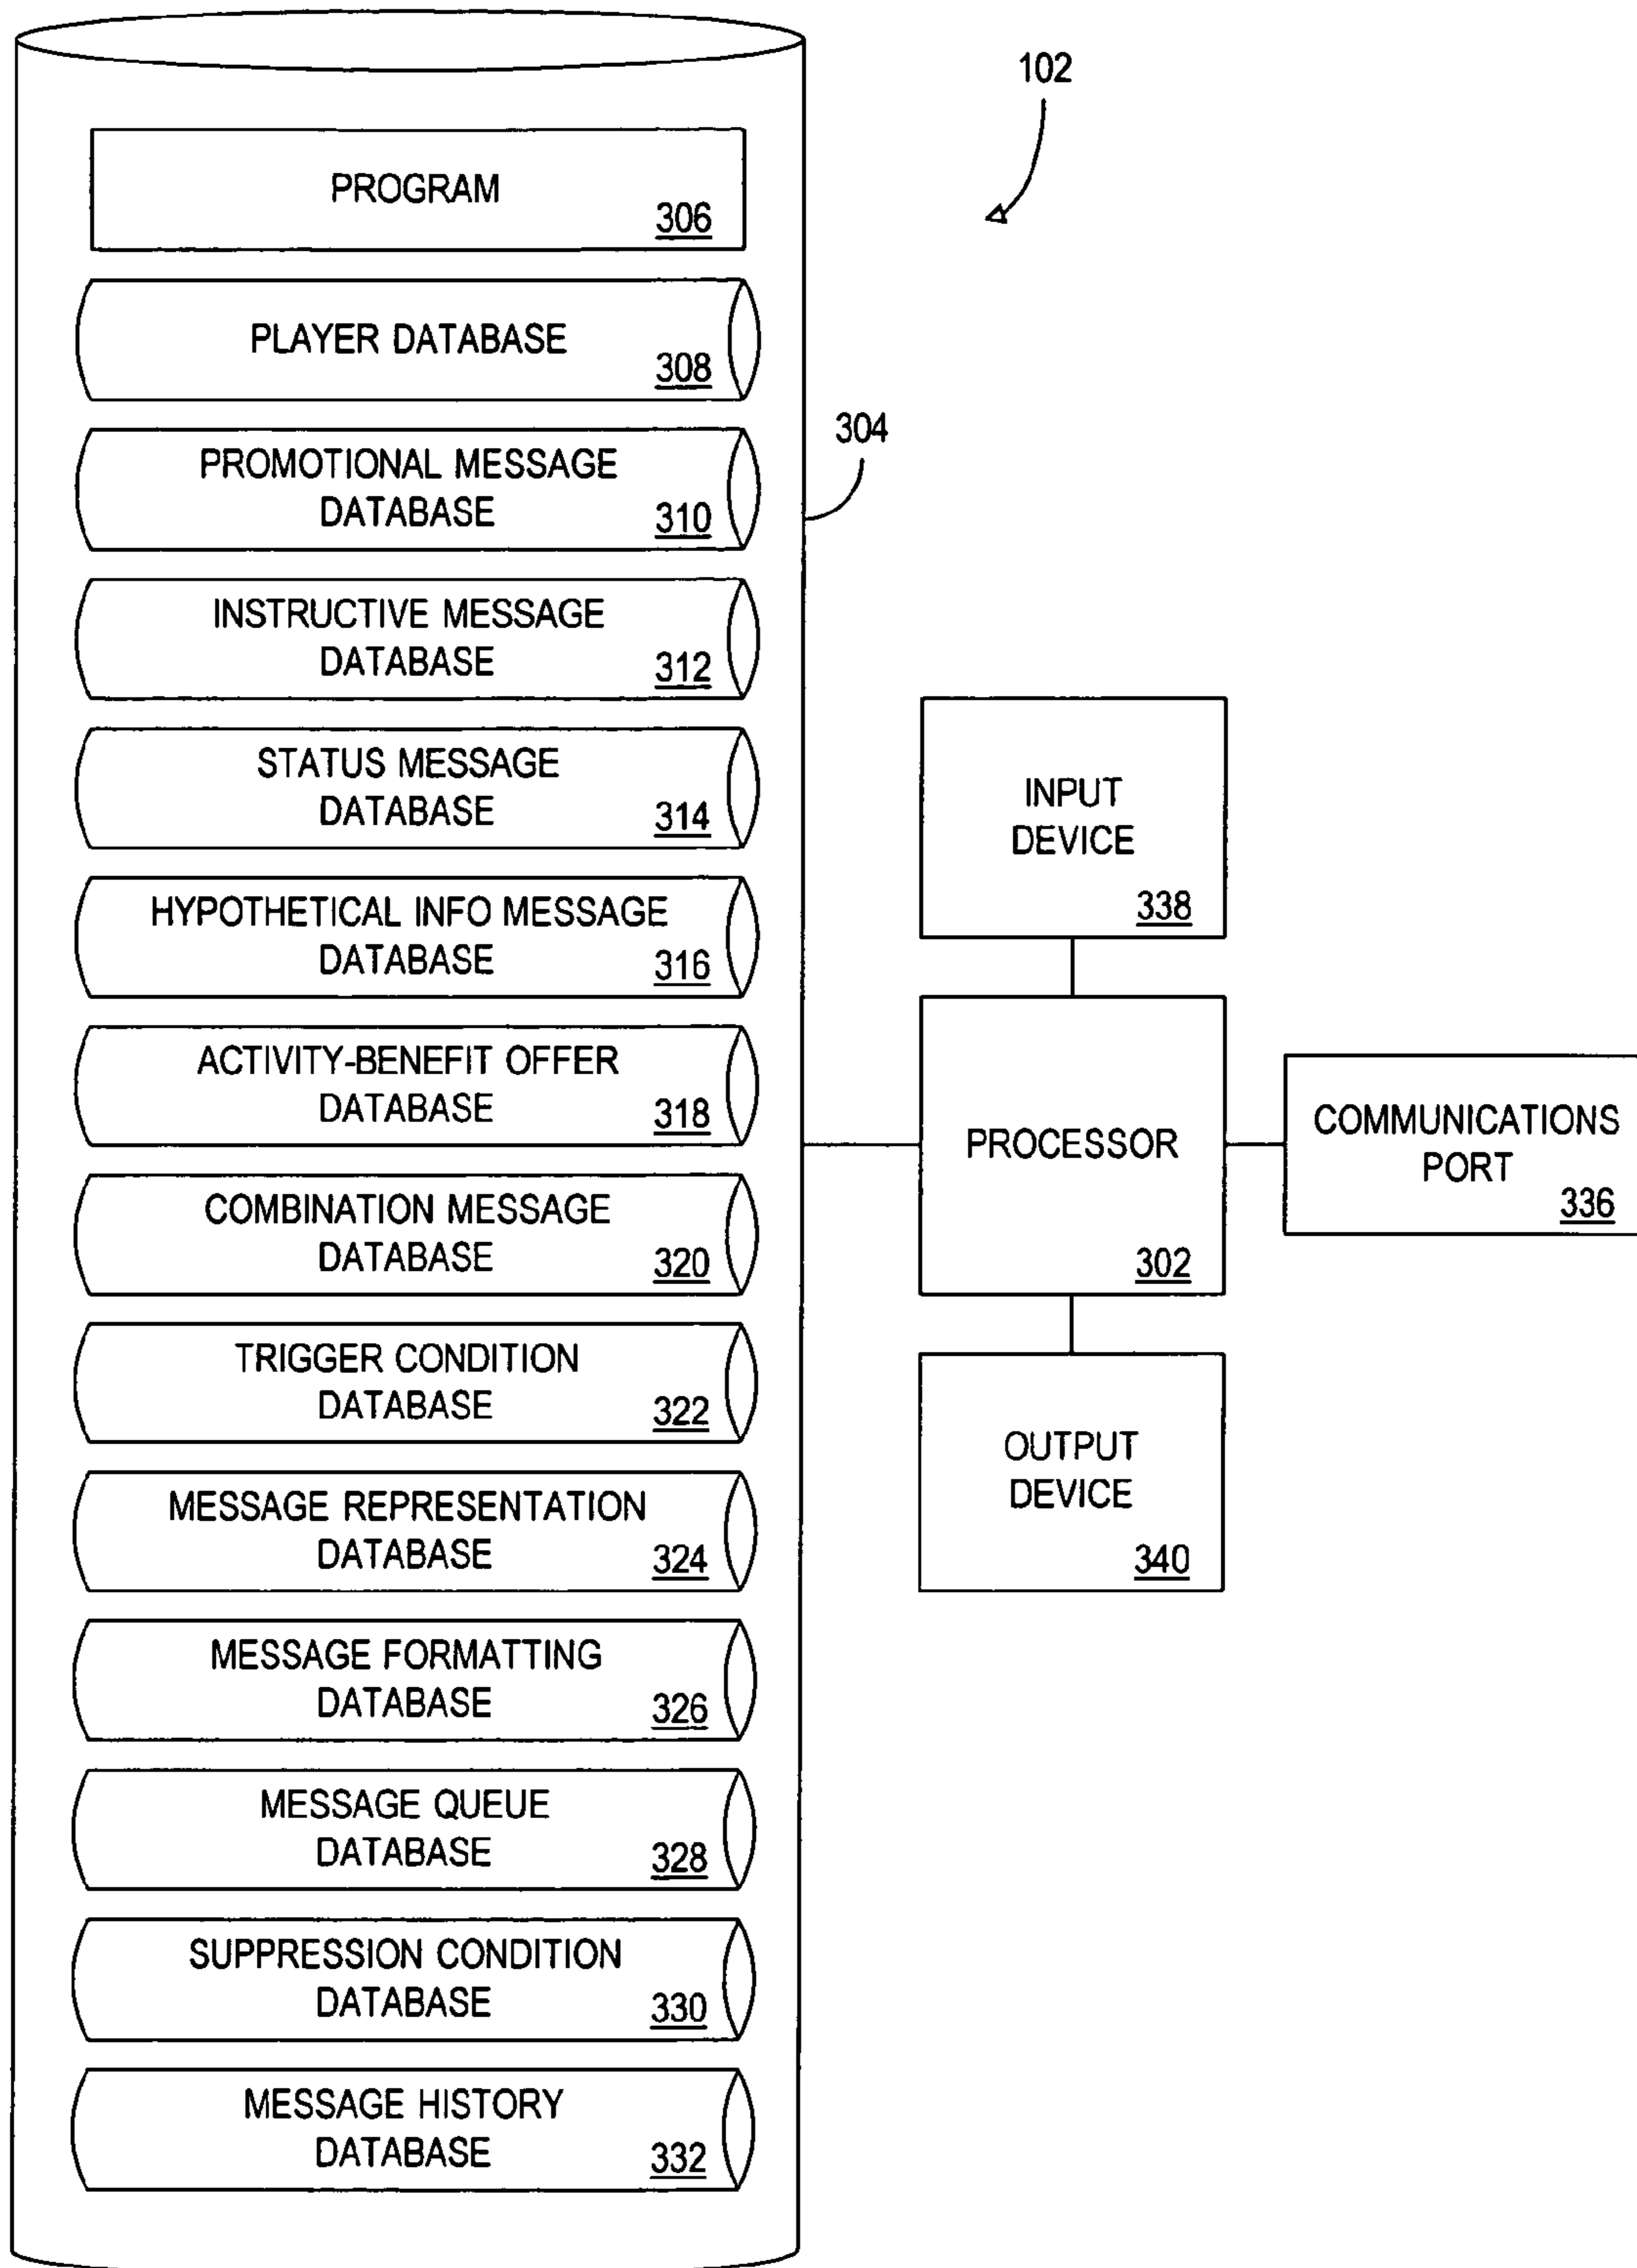 102
PROGRAM
306
PLAYER DATABASE
308
304
PROMOTIONAL MESSAGE
DATABASE
310
INSTRUCTIVE MESSAGE
DATABASE
312
STATUS MESSAGE
DATABASE
314
HYPOTHETICAL INFO MESSAGE
DATABASE
316
ACTIVITY-BENEFIT OFFER
DATABASE
318
COMBINATION MESSAGE
DATABASE
320
TRIGGER CONDITION
DATABASE
322
MESSAGE REPRESENTATION
DATABASE
324
MESSAGE FORMATTING
DATABASE
326
MESSAGE QUEUE
DATABASE
328
SUPPRESSION CONDITION
DATABASE
330
MESSAGE HISTORY
DATABASE
332
INPUT
DEVICE
338
PROCESSOR
302
COMMUNICATIONS
PORT
336
OUTPUT
DEVICE
340